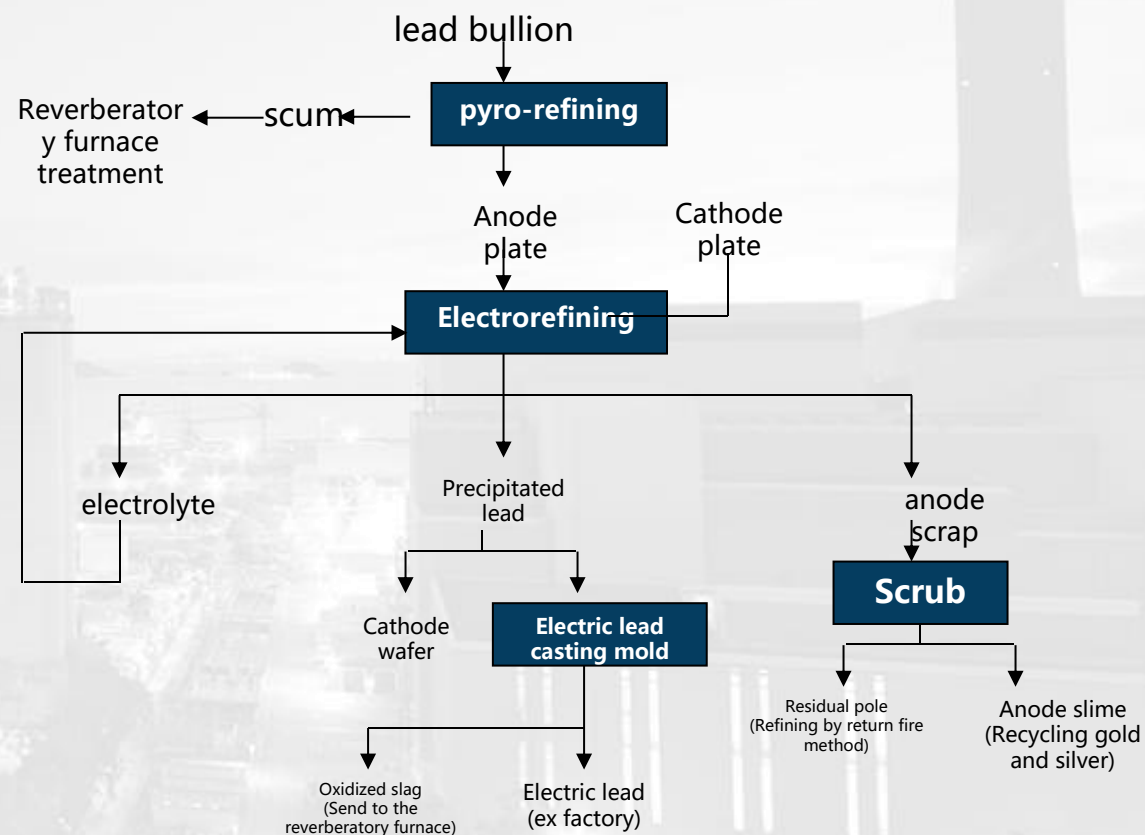 lead bullion
pyro-refining
Reverberator
y furnace
treatment
scum
Anode
plate
Cathode
plate
Electrorefining
electrolyte
Precipitated
lead
anode
scrap
Scrub
Cathode
wafer
Electric lead
casting mold
Residual pole
(Refining by return fire
method)
Anode slime
(Recycling gold
and silver)
Oxidized slag
(Send to the
reverberatory furnace)
Electric lead
(ex factory)